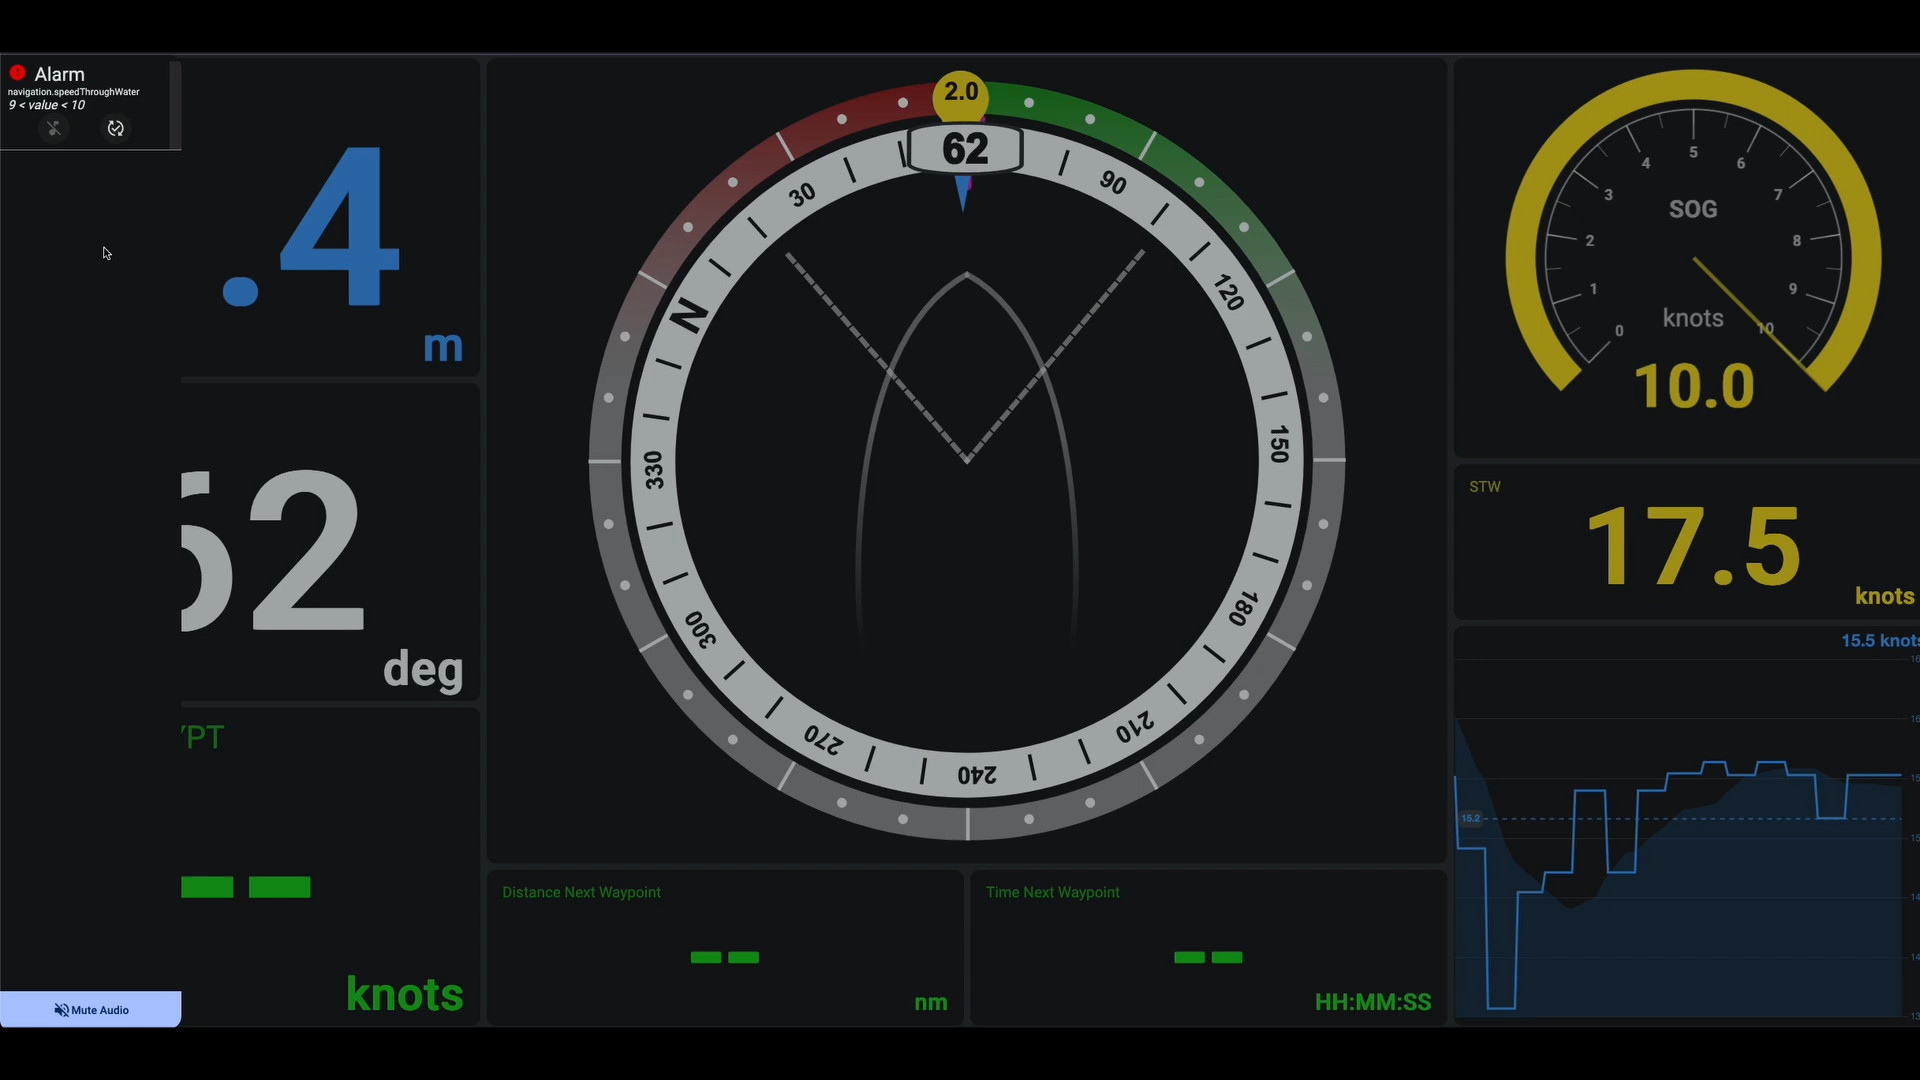 Alarm
navigation.speedThroughWater
9 < value < 10
Mute Audio
.4
m
62
deg
YPT
knots
2.0
62
N
30
90
120
150
180
210
240
270
300
330
Distance Next Waypoint
nm
Time Next Waypoint
HH:MM:SS
0
1
2
3
4
5
6
7
8
9
10
SOG
knots
10.0
STW
17.5
knots
15.5 knots
15.2